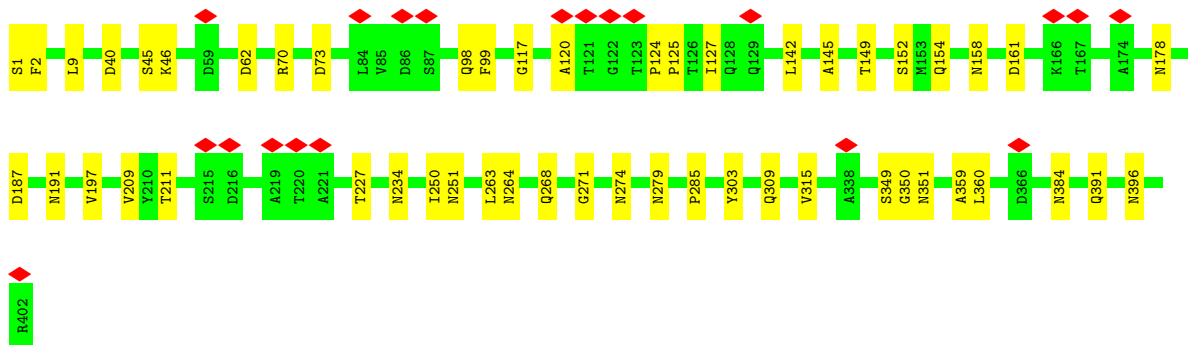 S1 F2 L9 D40 S45 K46 D59 D62 R70 D73 L84 V85 D86 S87 Q98 F99 G117 A120 T121 G122 T123 P124 P125 T126 I127 Q128 Q129 L142 A145 T149 S152 M153 Q154 N158 D161 K166 T167 A174 N178
D187 N191 V197 V209 Y210 T211 S215 D216 A219 T220 A221 T227 N234 I250 N251 L263 N264 Q268 G271 N274 N279 P285 Y303 Q309 V315 A338 S349 G350 N351 A359 L360 D366 N384 Q391 N396
R402